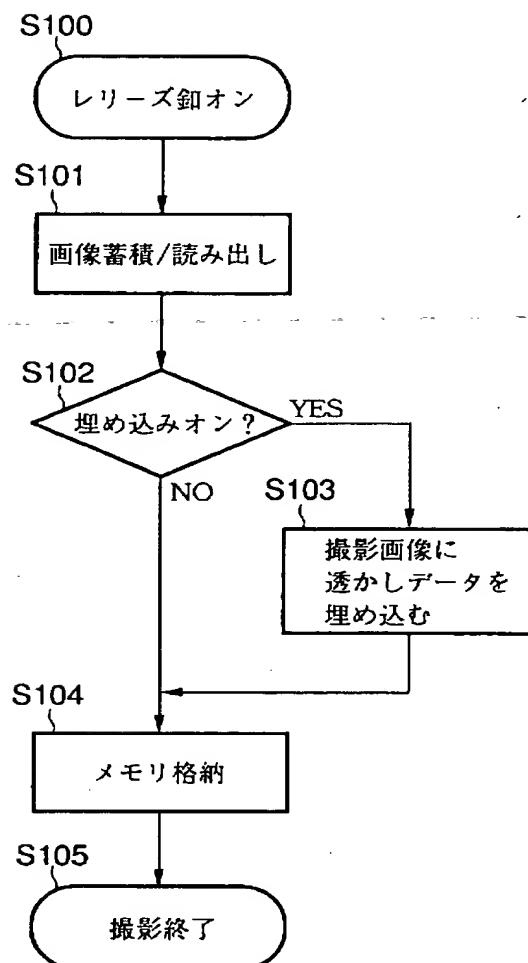 S100
レリーズ釦オン
S101
画像蓄積/読み出し
S102
埋め込みオン?
YES
NO
S103
撮影画像に
透かしデータを
埋め込む
S104
メモリ格納
S105
撮影終了